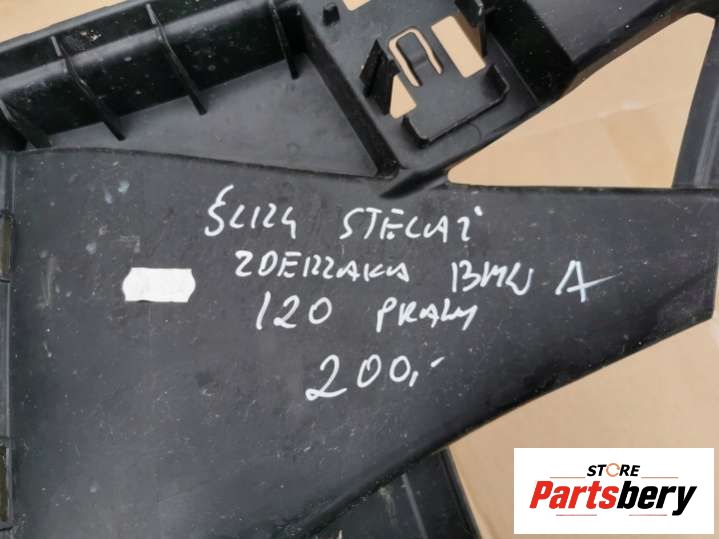 ŚLIZG STELAŻ
ZDERZAKA BMW A
120 PRAWY
200,-
STORE
Partsbery